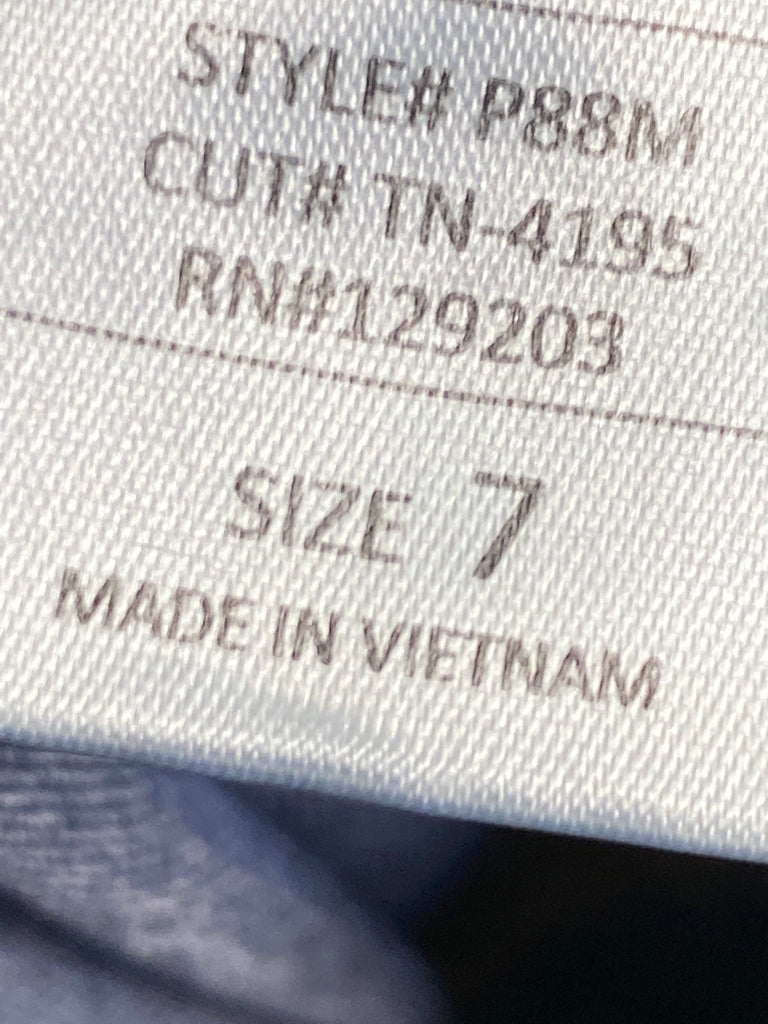 STYLE# P88M
CUT# TN-4195
RN#129203
SIZE 7
MADE IN VIETNAM